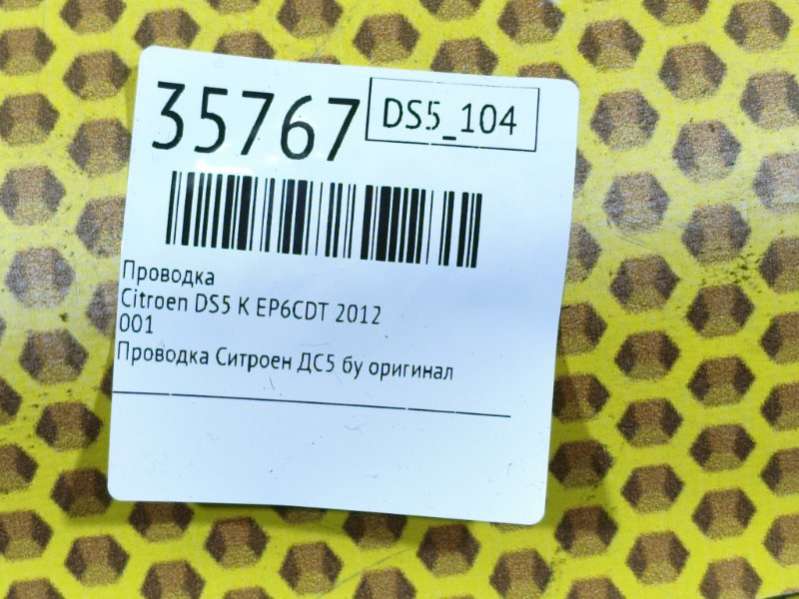 35767 DS5_104
Проводка
Citroen DS5 K EP6CDT 2012
001
Проводка Ситроен ДС5 бу оригинал